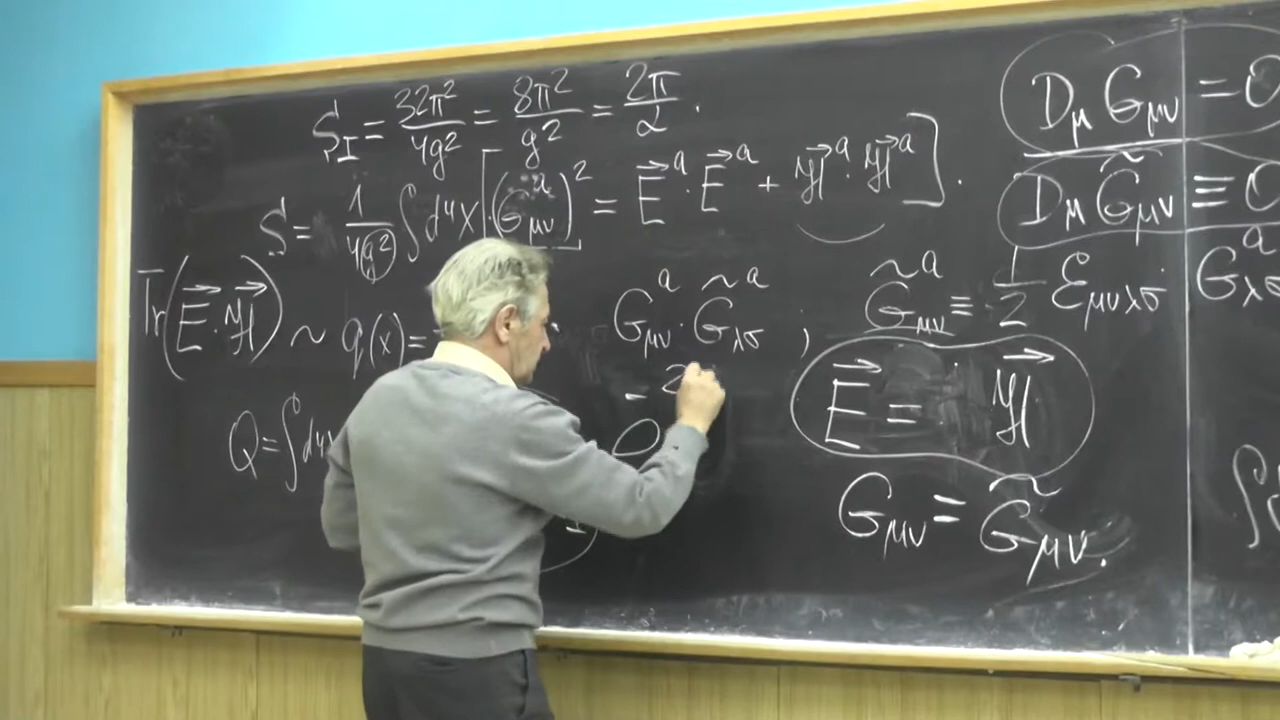 S_I = 32π²/4g² = 8π²/g² = 2π/α .
S = 1/4g² ∫d⁴x [(G^a_μν)² = E⃗^a · E⃗^a + H⃗^a · H⃗^a ] .
Tr(E⃗ · H⃗) ~ q(x) =
G^a_μν · G̃^a_λσ ;
G̃^a_μν ≡ 1/2 ε_μνλσ G^a_λσ
E⃗ = H⃗
Q = ∫d⁴x
G_μν = G̃_μν .
D_μ G_μν = 0
D_μ G̃_μν ≡ 0
∫